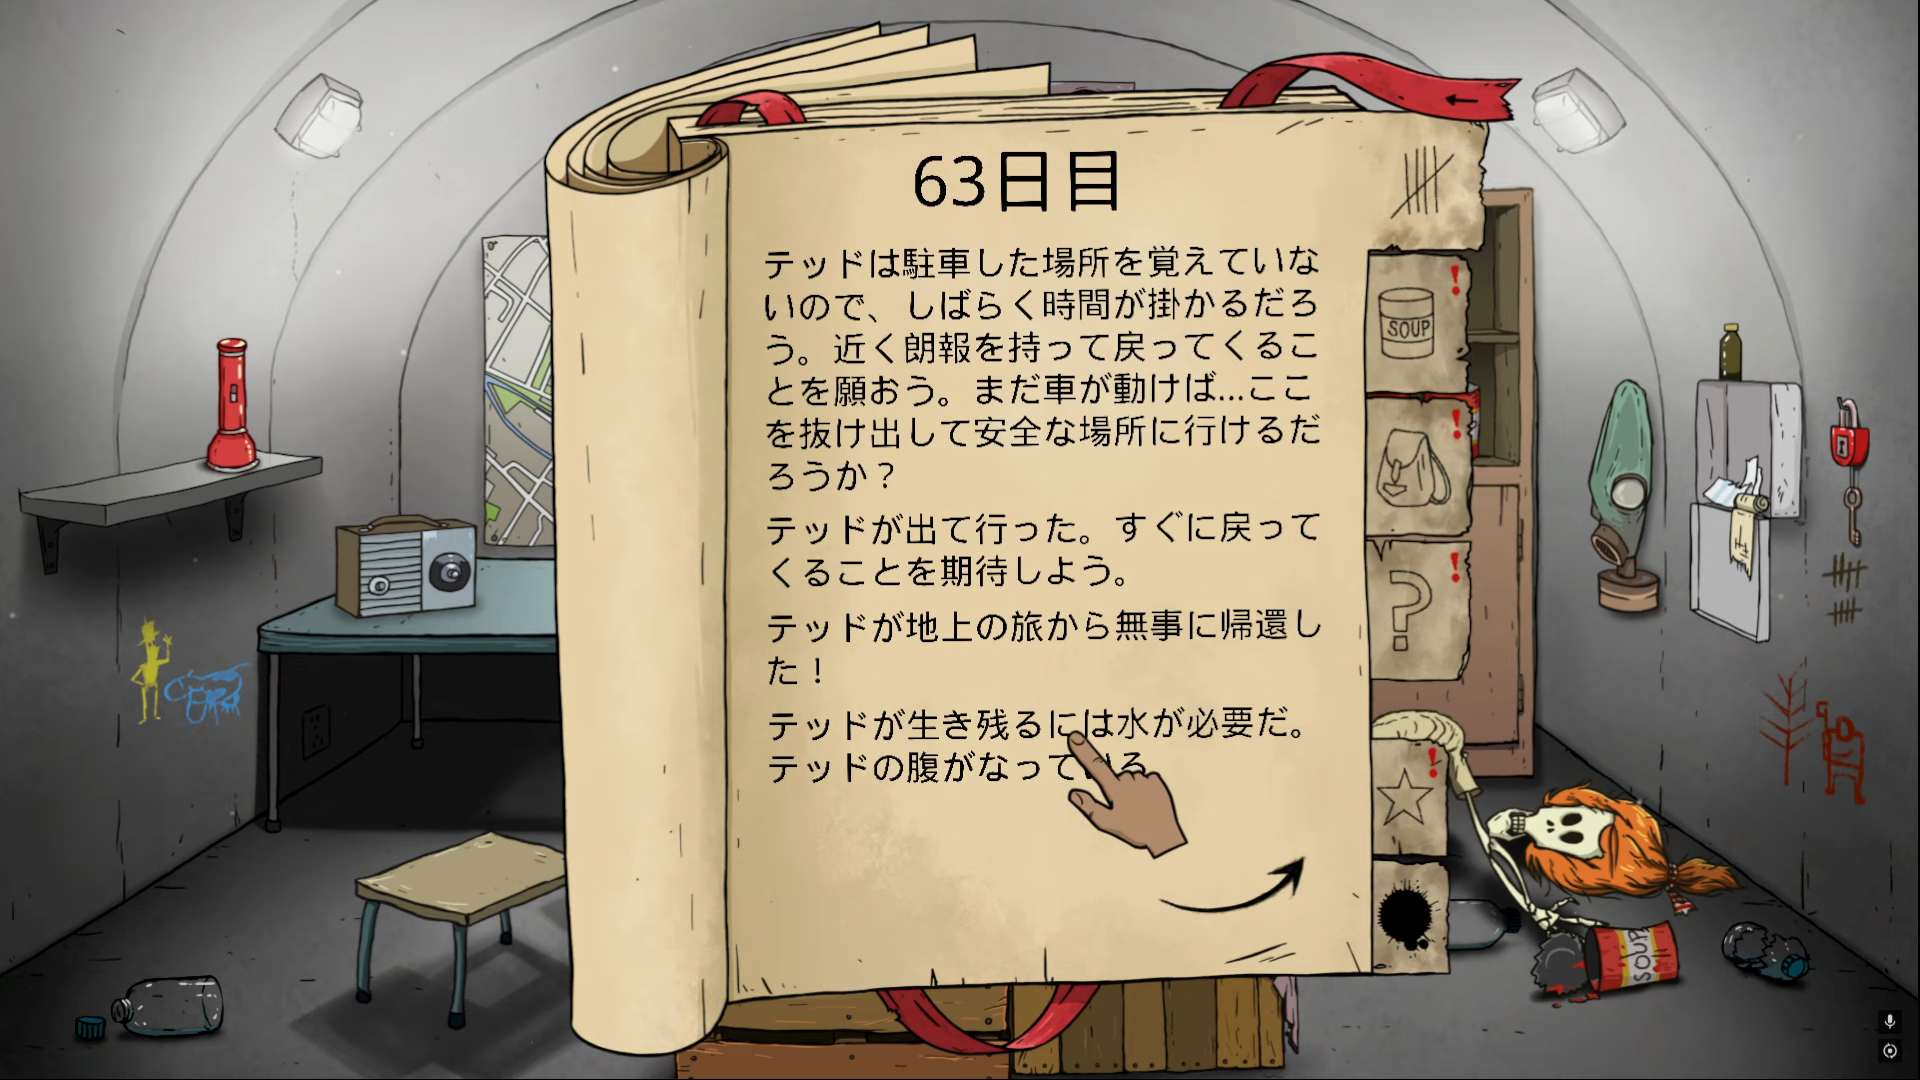 63日目
テッドは駐車した場所を覚えていな
いので、しばらく時間が掛かるだろ
う。近く朗報を持って戻ってくるこ
とを願おう。まだ車が動けば...ここ
を抜け出して安全な場所に行けるだ
ろうか？
テッドが出て行った。すぐに戻って
くることを期待しよう。
テッドが地上の旅から無事に帰還し
た！
テッドが生き残るには水が必要だ。
テッドの腹がなっている
SOUP
!
!
?
!
!
SOUP